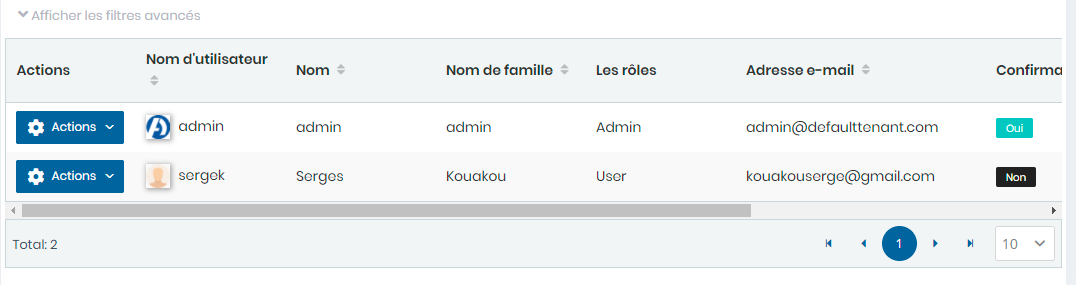 Afficher les filtres avancés
Actions Nom d'utilisateur Nom Nom de famille Les rôles Adresse e-mail Confirma
Actions admin admin admin Admin admin@defaulttenant.com Oui
Actions sergek Serges Kouakou User kouakouserge@gmail.com Non
Total: 2 1 10